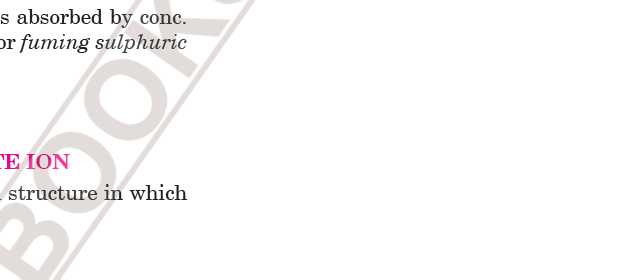 s absorbed by conc.
or fuming sulphuric
TE ION
structure in which
BOOK